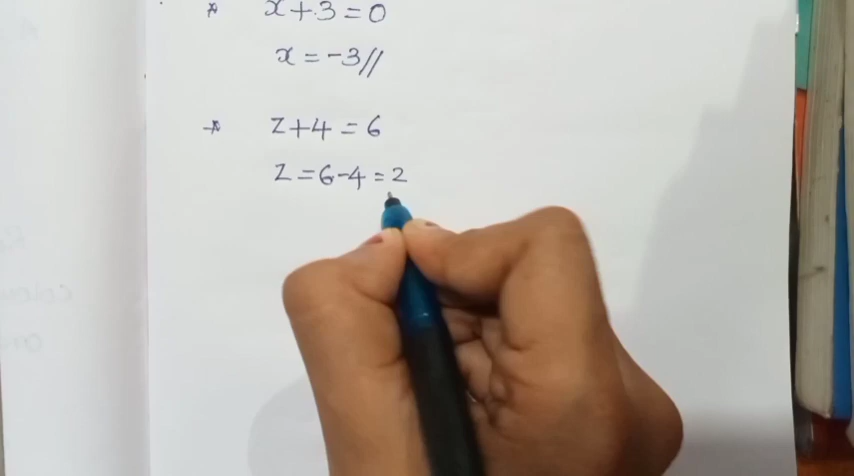 * x+3=0
x=-3//
* z+4=6
z=6-4=2